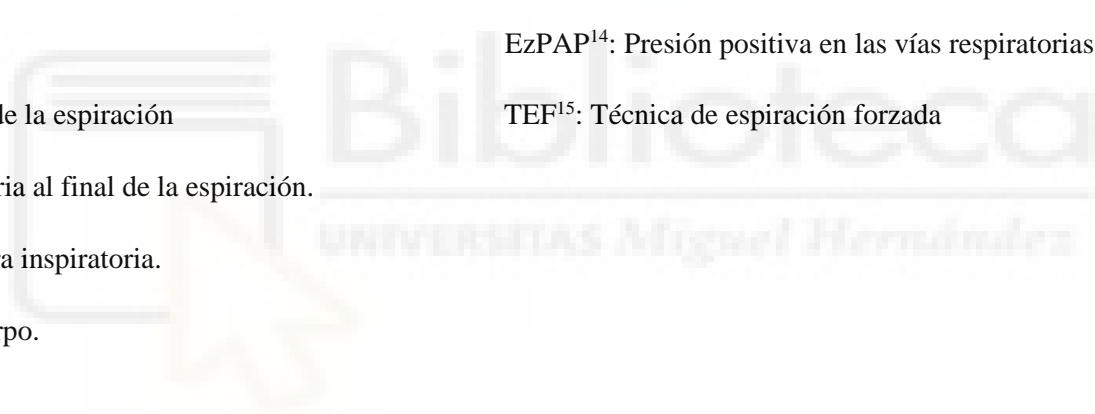 EzPAP¹⁴: Presión positiva en las vías respiratorias
de la espiración
TEF¹⁵: Técnica de espiración forzada
ria al final de la espiración.
a inspiratoria.
rpo.
Biblioteca
UNIVERSITAS Miguel Hernández